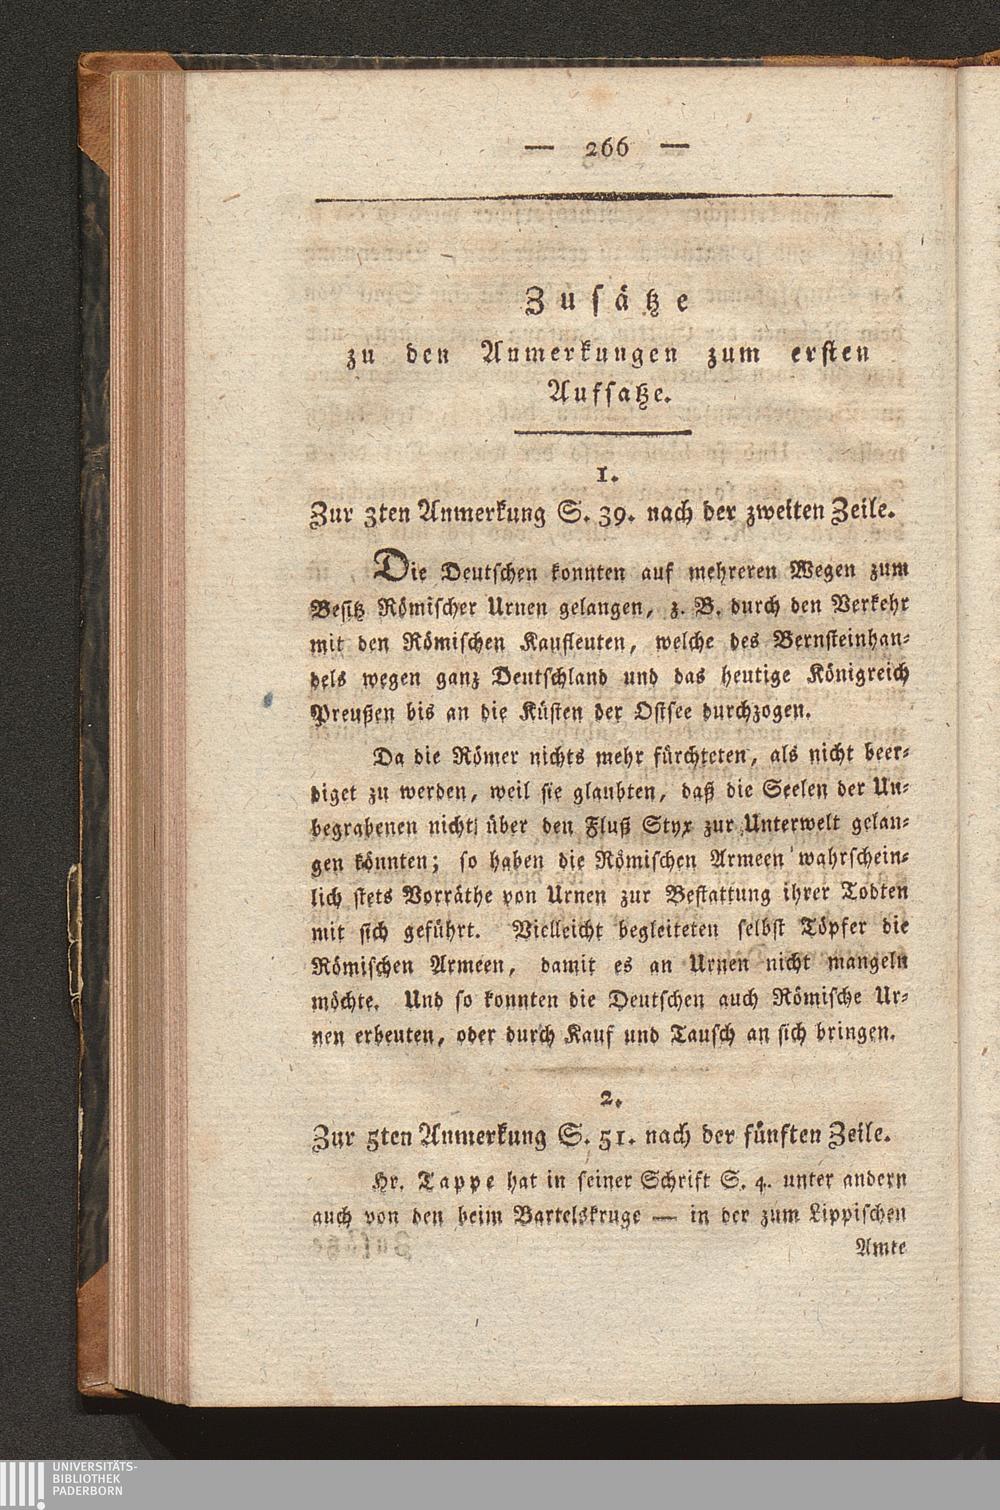 — 266 —
Zusätze
zu den Anmerkungen zum ersten
Aufsatze.
1.
Zur 3ten Anmerkung S. 39. nach der zweiten Zeile.
Die Deutschen konnten auf mehreren Wegen zum
Besitz Römischer Urnen gelangen, z. B. durch den Verkehr
mit den Römischen Kaufleuten, welche des Bernsteinhan-
dels wegen ganz Deutschland und das heutige Königreich
Preußen bis an die Küsten der Ostsee durchzogen.
Da die Römer nichts mehr fürchteten, als nicht beer-
diget zu werden, weil sie glaubten, daß die Seelen der Un-
begrabenen nicht über den Fluß Styx zur Unterwelt gelan-
gen könnten; so haben die Römischen Armeen wahrschein-
lich stets Vorräthe von Urnen zur Bestattung ihrer Todten
mit sich geführt. Vielleicht begleiteten selbst Töpfer die
Römischen Armeen, damit es an Urnen nicht mangeln
möchte. Und so konnten die Deutschen auch Römische Ur-
nen erbeuten, oder durch Kauf und Tausch an sich bringen.
2.
Zur 5ten Anmerkung S. 51. nach der fünften Zeile.
Hr. Tappe hat in seiner Schrift S. 4. unter andern
auch von den beim Bartelskruge — in der zum Lippischen
Amte
UNIVERSITÄTS-
BIBLIOTHEK
PADERBORN